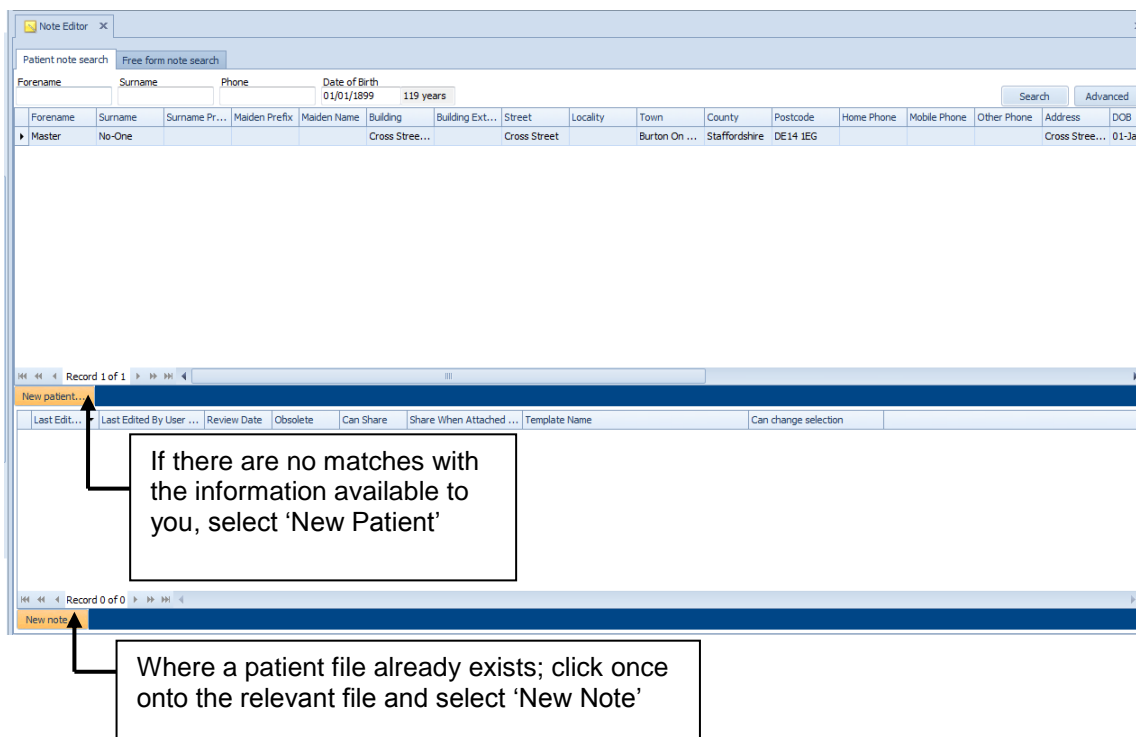 Note Editor
Patient note search Free form note search
Forename Surname Phone Date of Birth
01/01/1899 119 years Search Advanced
Forename Surname Surname Pr... Maiden Prefix Maiden Name Building Building Ext... Street Locality Town County Postcode Home Phone Mobile Phone Other Phone Address DOB
Master No-One Cross Stree... Cross Street Burton On ... Staffordshire DE14 1EG Cross Stree... 01-Ja
Record 1 of 1
New patient...
Last Edit... Last Edited By User ... Review Date Obsolete Can Share Share When Attached ... Template Name Can change selection
If there are no matches with
the information available to
you, select ‘New Patient’
Record 0 of 0
New note
Where a patient file already exists; click once
onto the relevant file and select ‘New Note’